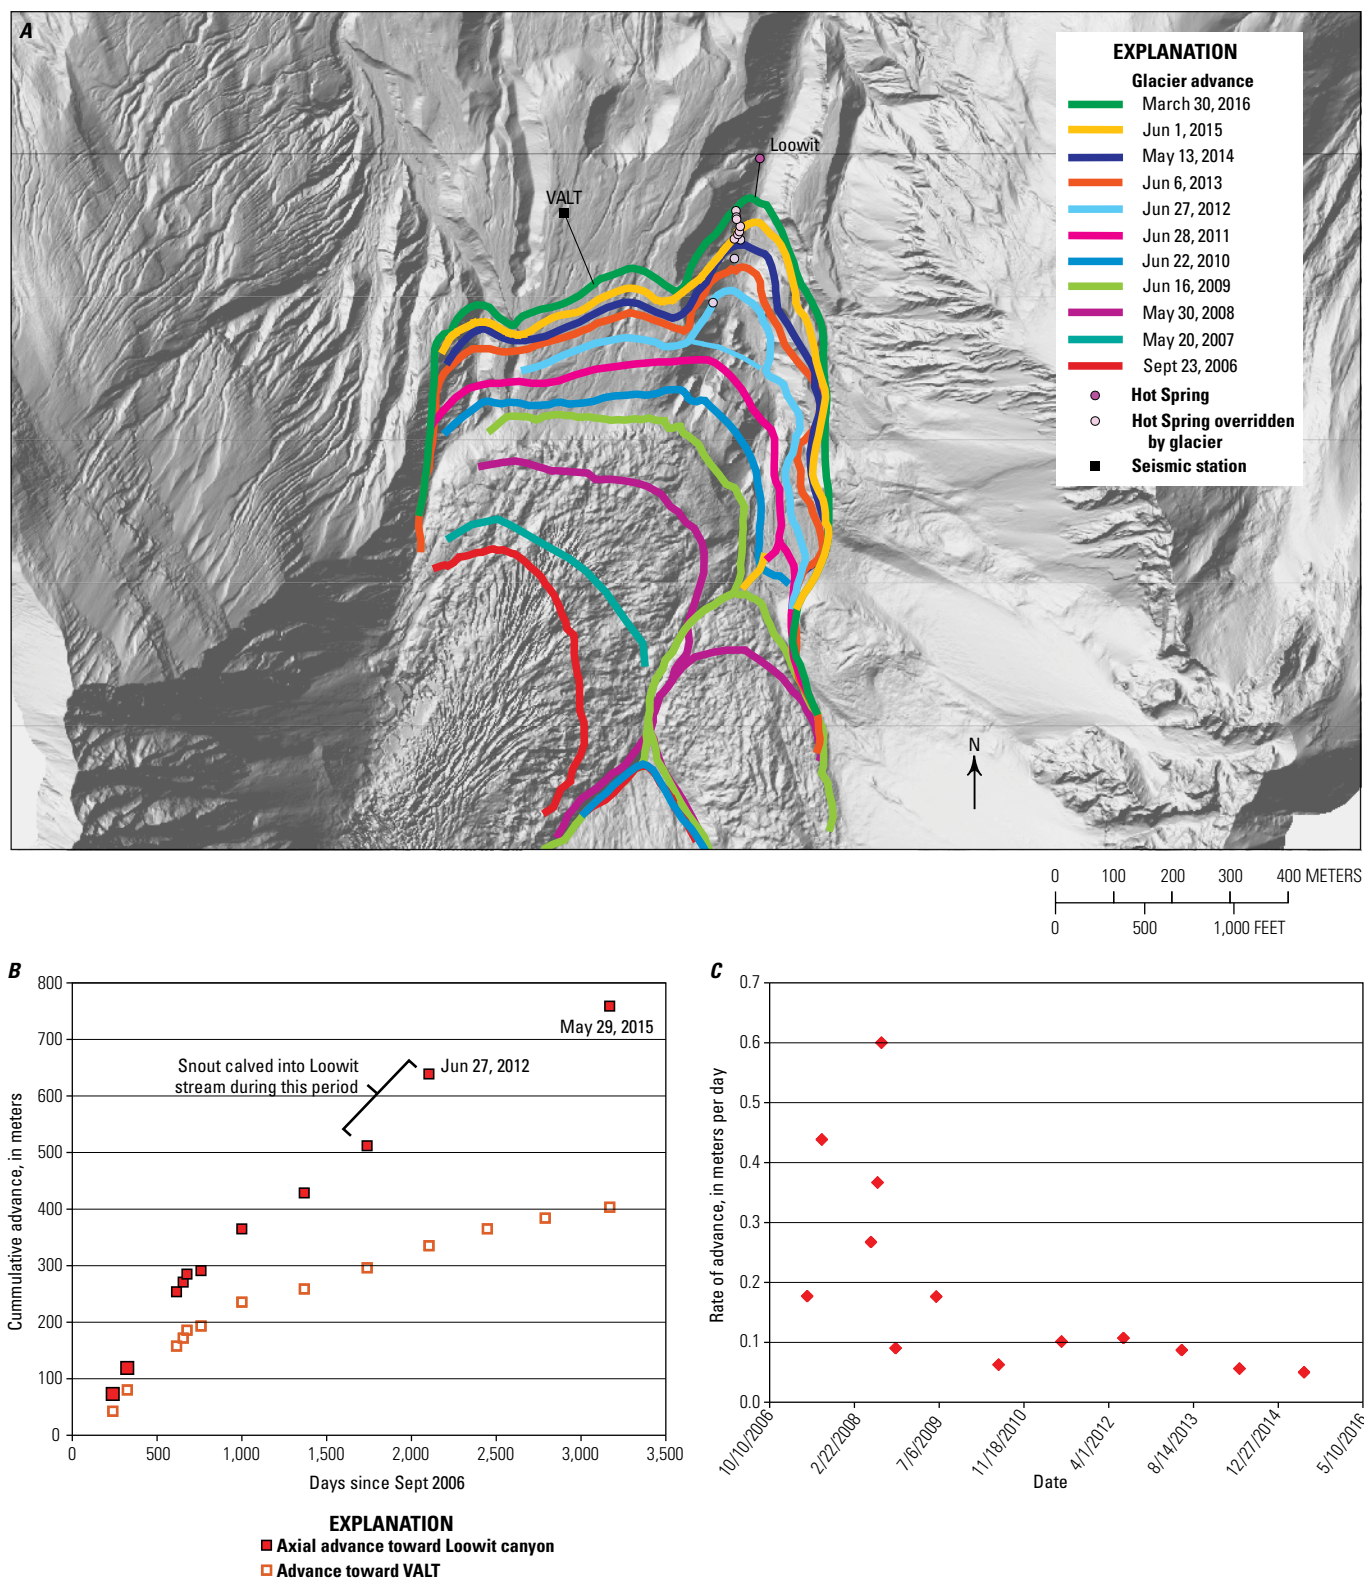 A
EXPLANATION
Glacier advance
March 30, 2016
Jun 1, 2015
May 13, 2014
Jun 6, 2013
Jun 27, 2012
Jun 28, 2011
Jun 22, 2010
Jun 16, 2009
May 30, 2008
May 20, 2007
Sept 23, 2006
Hot Spring
Hot Spring overridden
by glacier
Seismic station
Loowit
VALT
N
0 100 200 300 400 METERS
0 500 1,000 FEET
B
Cummulative advance, in meters
800
700
600
500
400
300
200
100
0
May 29, 2015
Snout calved into Loowit
stream during this period
Jun 27, 2012
0 500 1,000 1,500 2,000 2,500 3,000 3,500
Days since Sept 2006
EXPLANATION
Axial advance toward Loowit canyon
Advance toward VALT
C
Rate of advance, in meters per day
0.7
0.6
0.5
0.4
0.3
0.2
0.1
0.0
10/10/2006 2/22/2008 7/6/2009 11/18/2010 4/1/2012 8/14/2013 12/27/2014 5/10/2016
Date